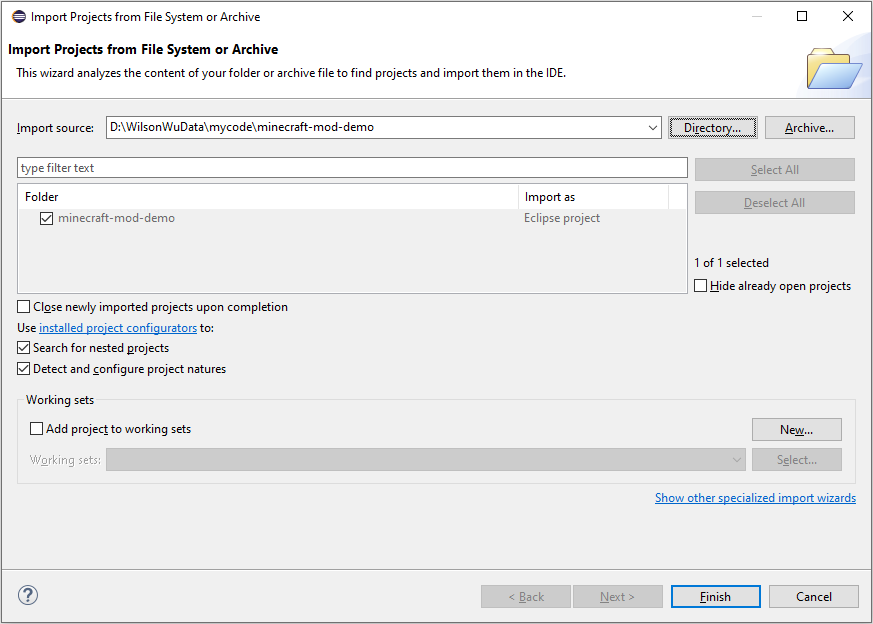 Import Projects from File System or Archive
Import Projects from File System or Archive
This wizard analyzes the content of your folder or archive file to find projects and import them in the IDE.
Import source: D:\WilsonWuData\mycode\minecraft-mod-demo Directory... Archive...
type filter text Select All
Folder Import as Deselect All
minecraft-mod-demo Eclipse project
1 of 1 selected
Hide already open projects
Close newly imported projects upon completion
Use installed project configurators to:
Search for nested projects
Detect and configure project natures
Working sets
Add project to working sets New...
Working sets: Select...
Show other specialized import wizards
? < Back Next > Finish Cancel